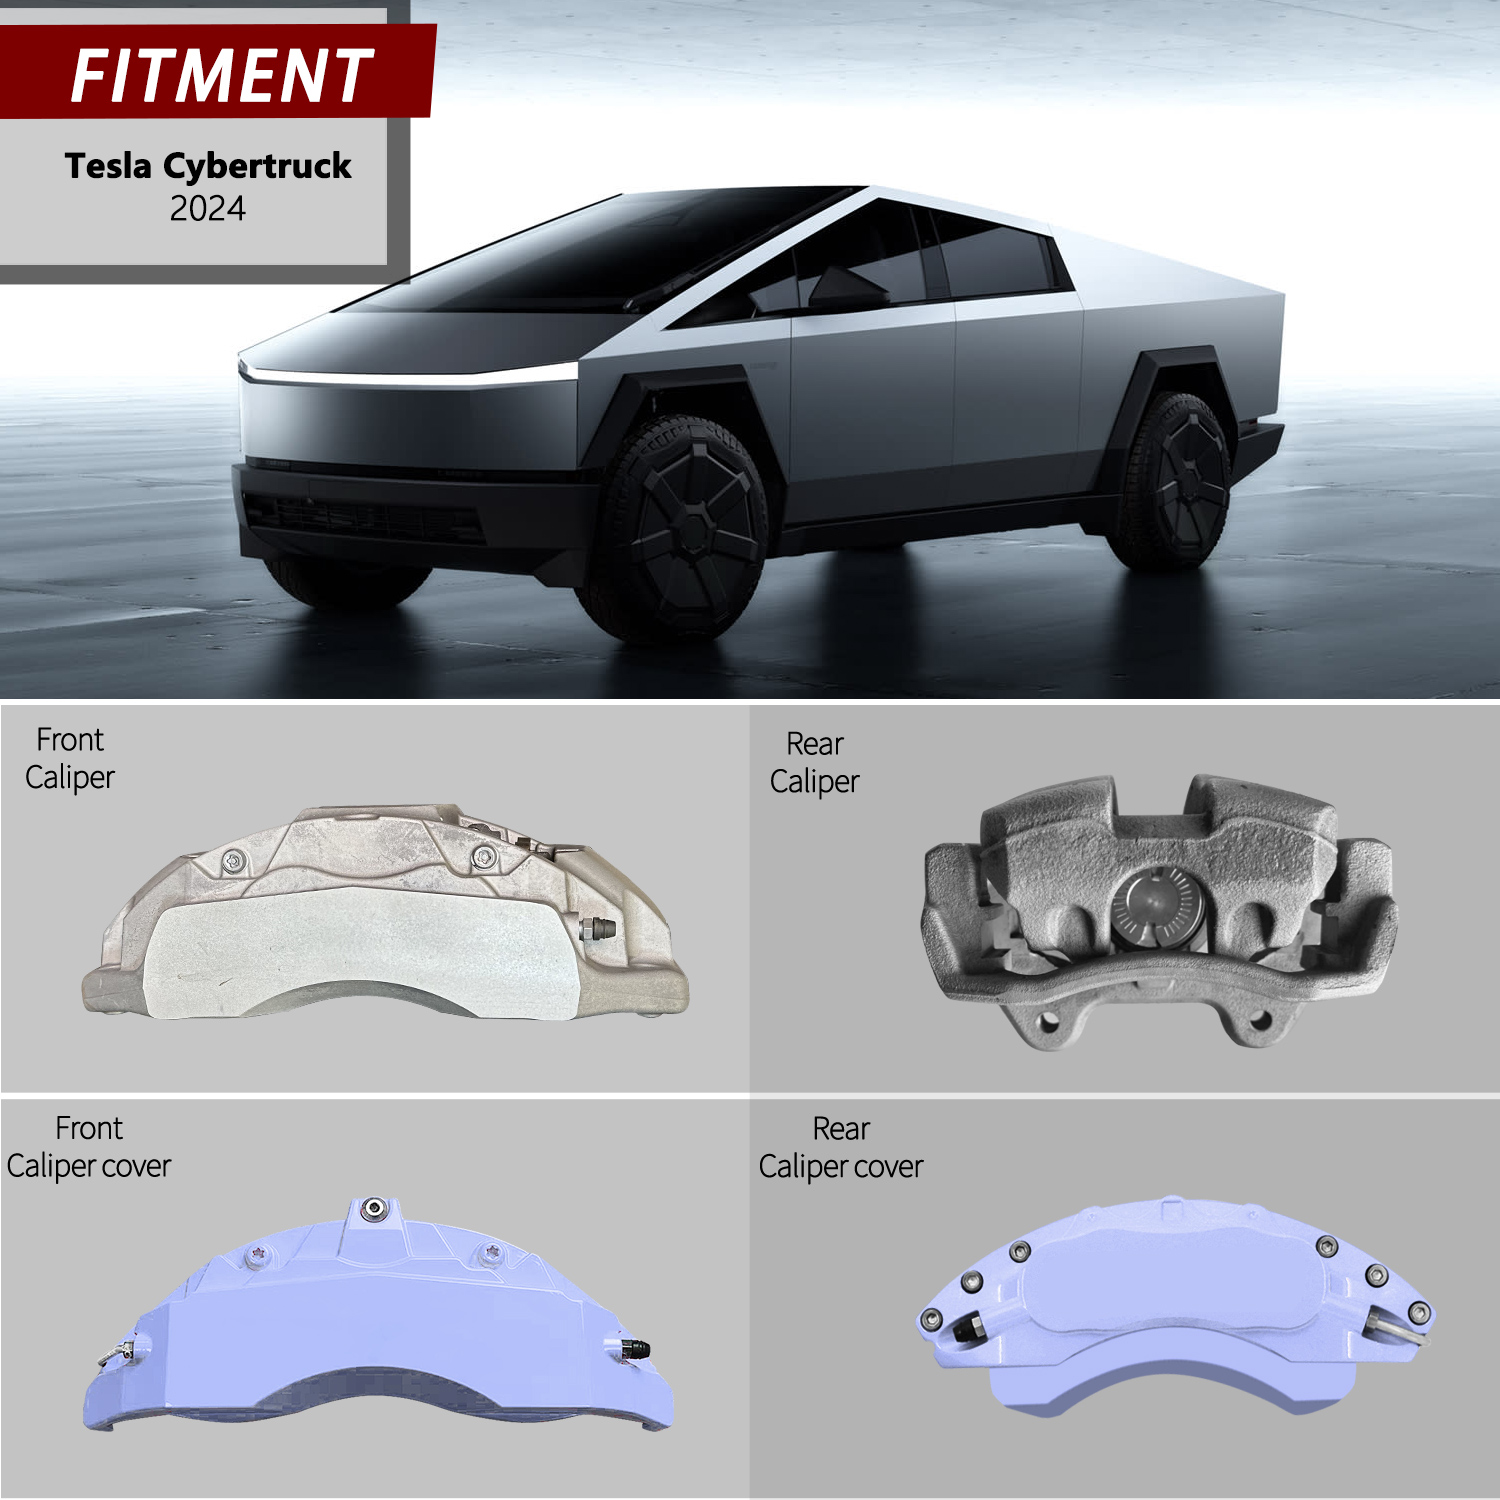 FITMENT
Tesla Cybertruck
2024
Front
Caliper
Rear
Caliper
Front
Caliper cover
Rear
Caliper cover